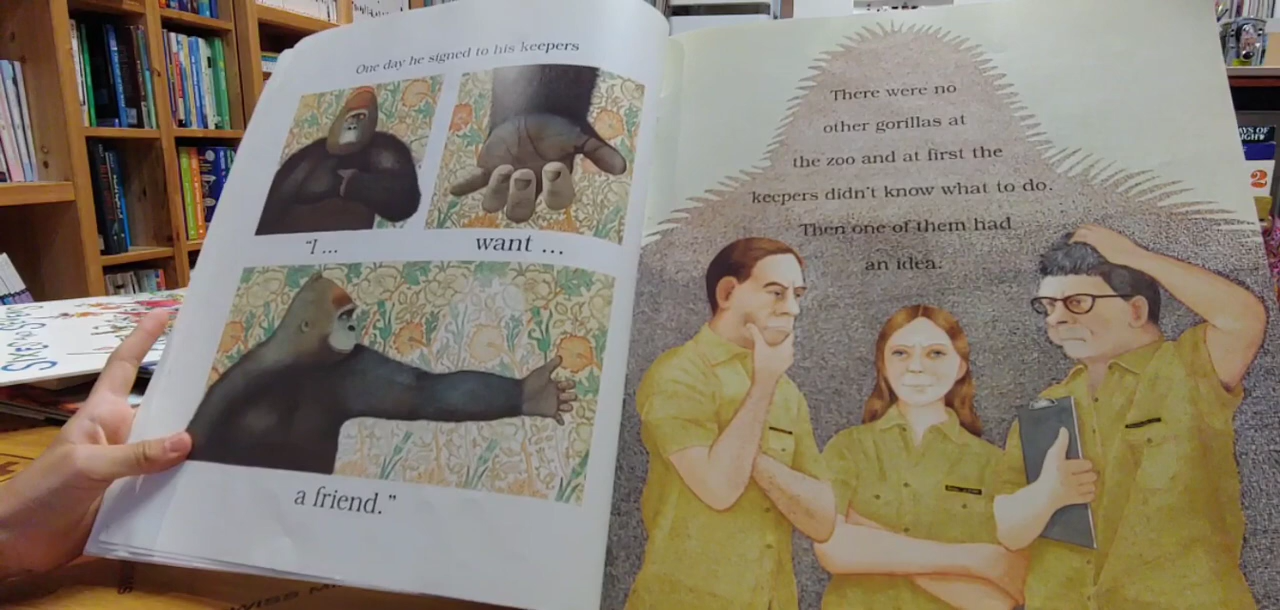 One day he signed to his keepers
"I ...
want ...
a friend."
There were no
other gorillas at
the zoo and at first the
keepers didn't know what to do.
Then one of them had
an idea.
2